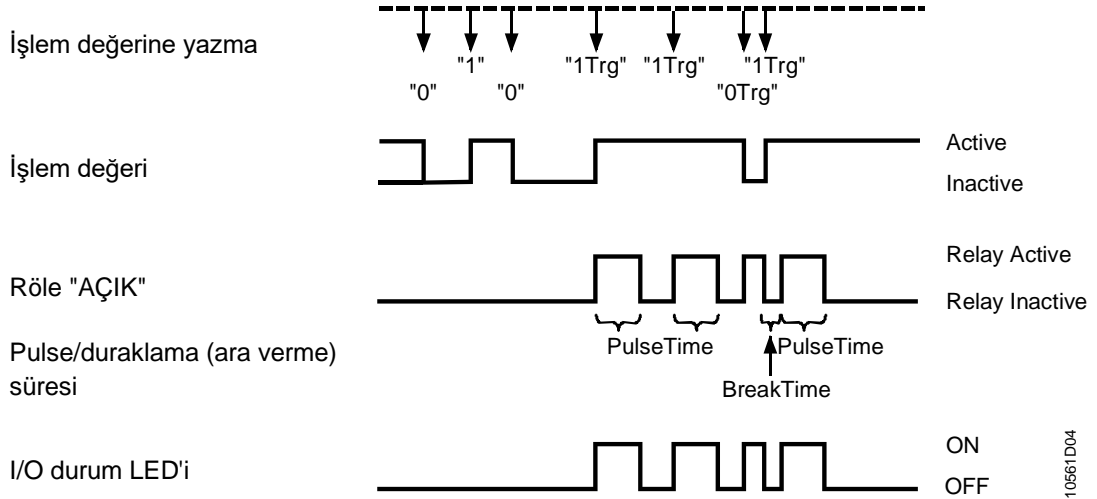 İşlem değerine yazma
"1" "1Trg" "1Trg" "1Trg"
"0" "0" "0Trg"
İşlem değeri
Active
Inactive
Röle "AÇIK"
Relay Active
Relay Inactive
Pulse/duraklama (ara verme)
süresi
PulseTime PulseTime
BreakTime
I/O durum LED'i
ON
OFF
10561D04